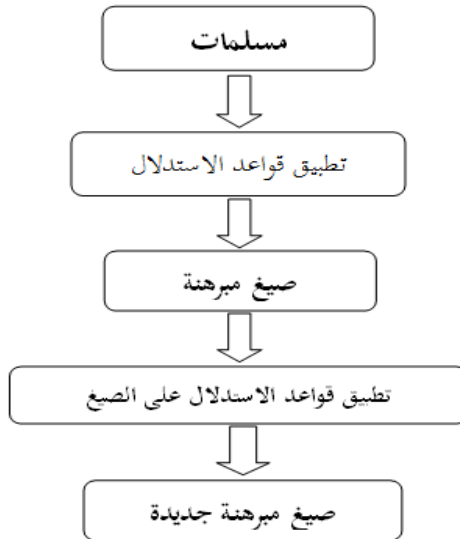 مسلمات
تطبيق قواعد الاستدلال
صيغ مبرهنة
تطبيق قواعد الاستدلال على الصيغ
صيغ مبرهنة جديدة